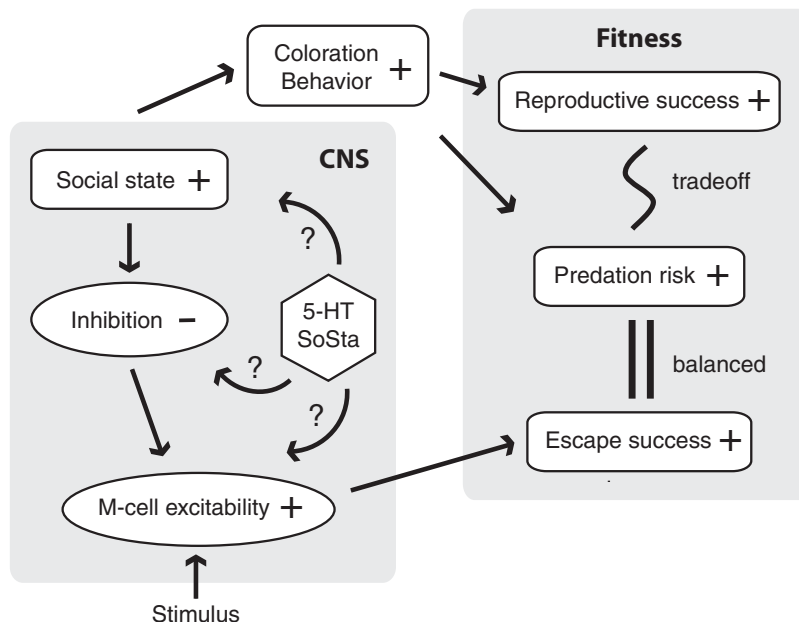 Coloration
Behavior +
Fitness
Reproductive success +
tradeoff
Predation risk +
balanced
Escape success +
CNS
Social state +
?
Inhibition –
5-HT
SoSta
?
?
M-cell excitability +
Stimulus